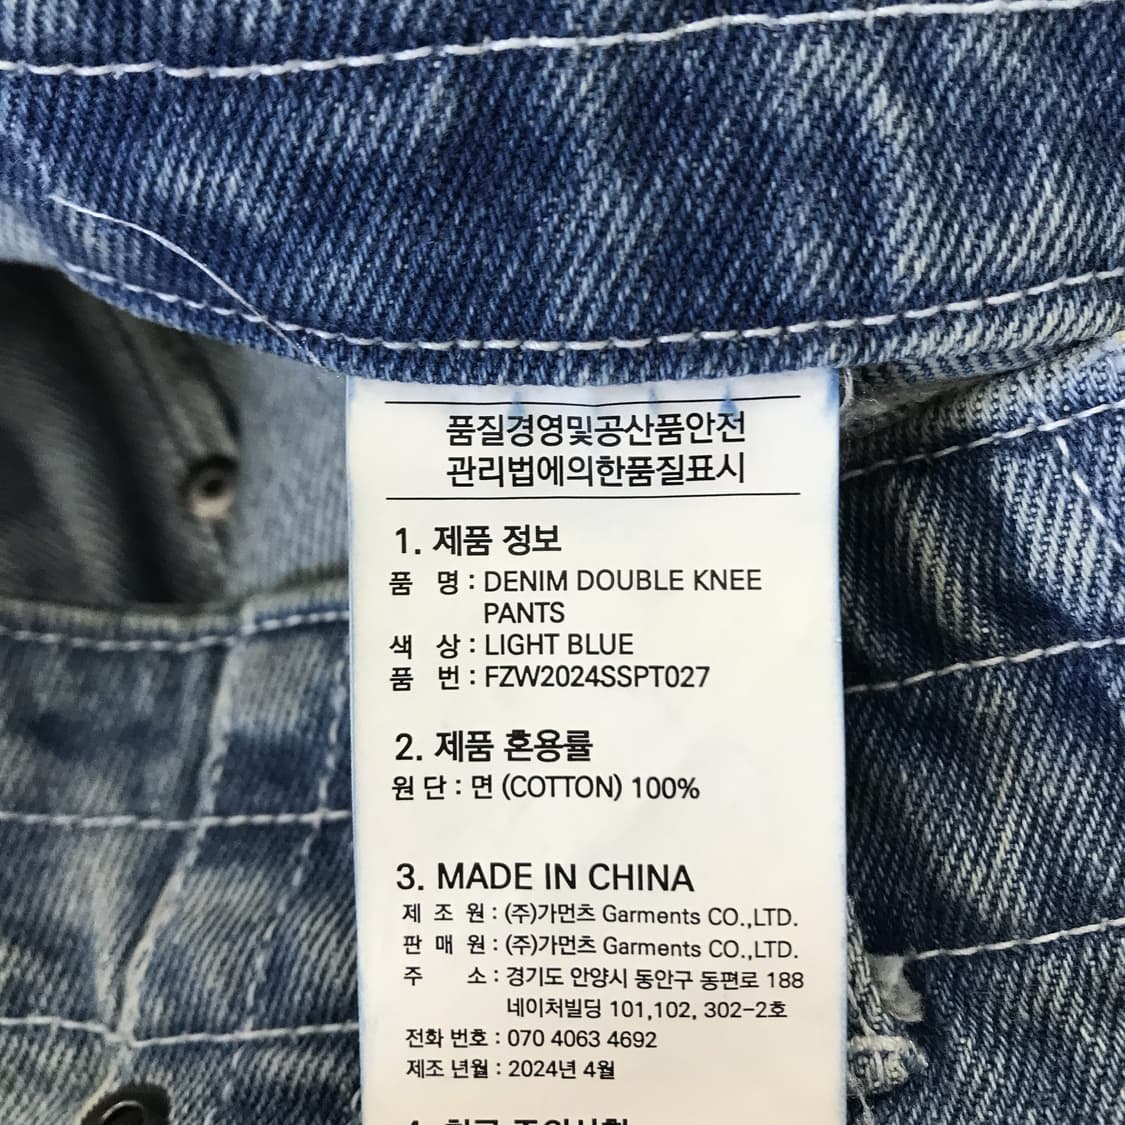 품질경영및공산품안전
관리법에의한품질표시
1. 제품 정보
품 명 : DENIM DOUBLE KNEE
PANTS
색 상 : LIGHT BLUE
품 번 : FZW2024SSPT027
2. 제품 혼용률
원 단 : 면 (COTTON) 100%
3. MADE IN CHINA
제 조 원 : (주)가먼츠 Garments CO.,LTD.
판 매 원 : (주)가먼츠 Garments CO.,LTD.
주 소 : 경기도 안양시 동안구 동편로 188
네이처빌딩 101,102, 302-2호
전화 번호 : 070 4063 4692
제조 년월 : 2024년 4월